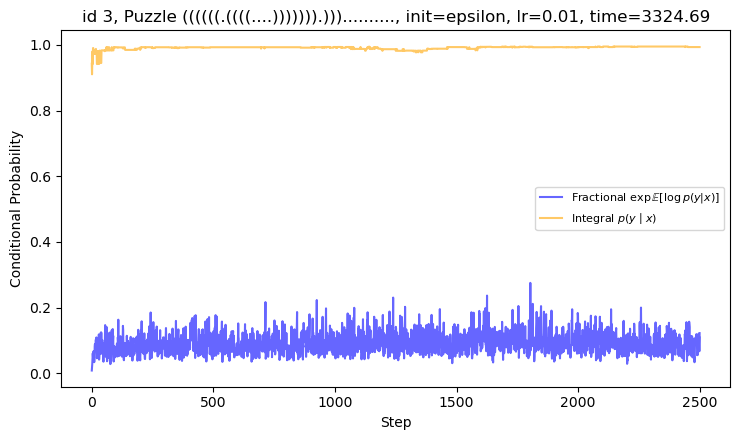 id 3, Puzzle ((((((.((((....))))))).)))).........., init=epsilon, lr=0.01, time=3324.69
Conditional Probability
1.0
0.8
0.6
0.4
0.2
0.0
Fractional exp𝔼[log p(y|x)]
Integral p(y | x)
0
500
1000
1500
2000
2500
Step